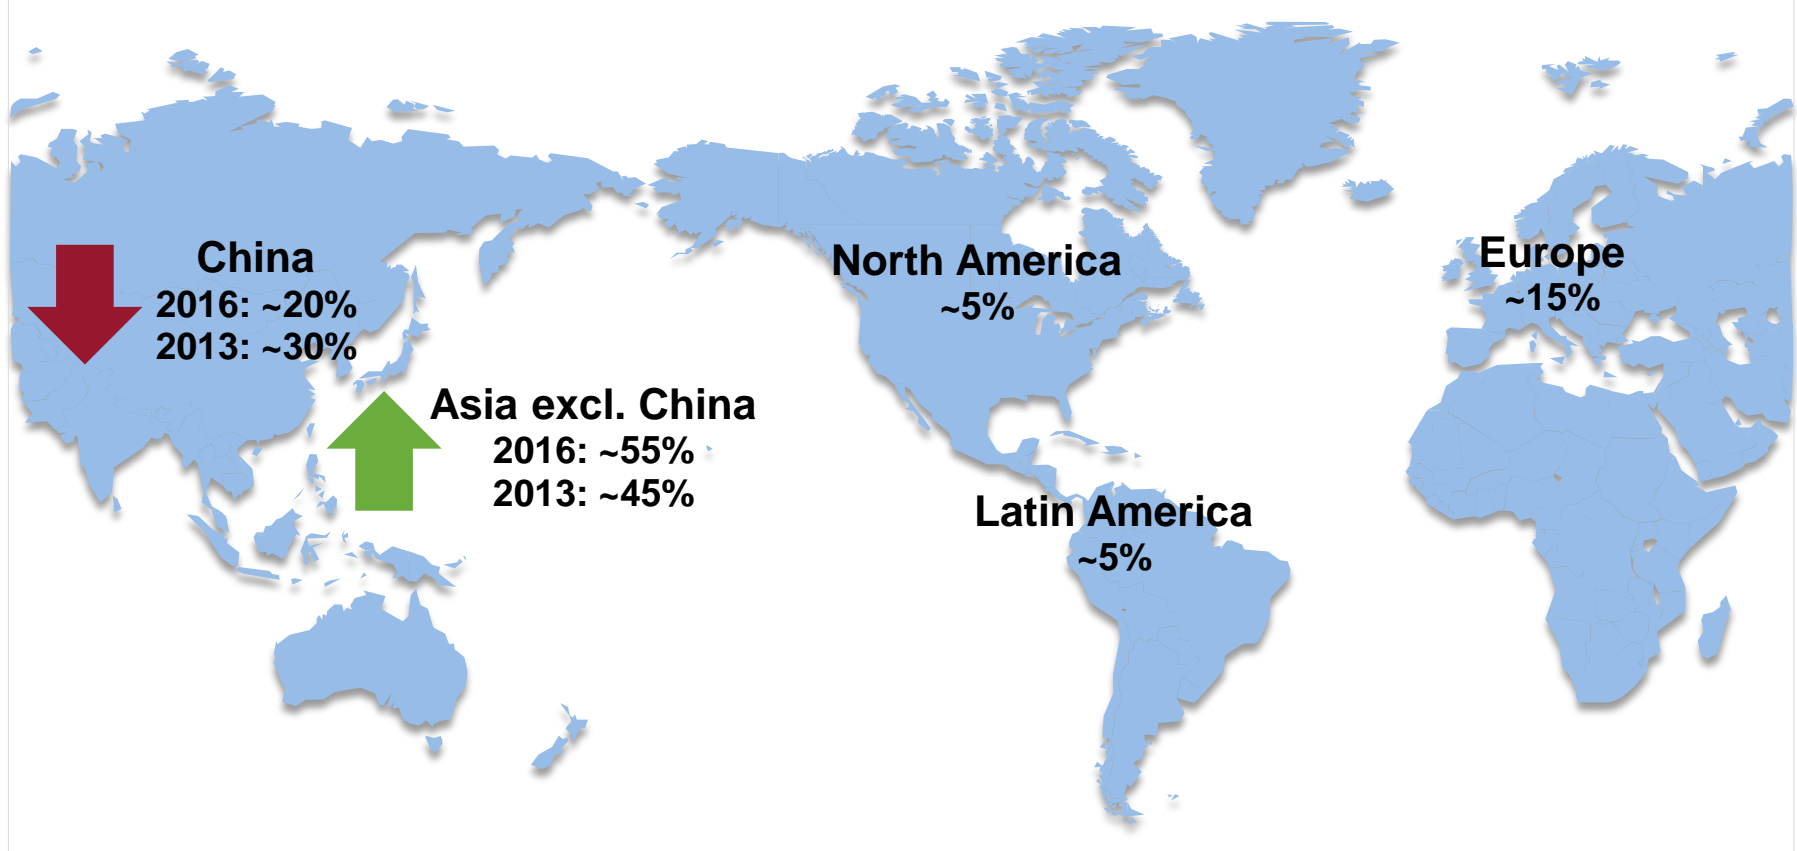 China
2016: ~20%
2013: ~30%
Asia excl. China
2016: ~55%
2013: ~45%
North America
~5%
Latin America
~5%
Europe
~15%